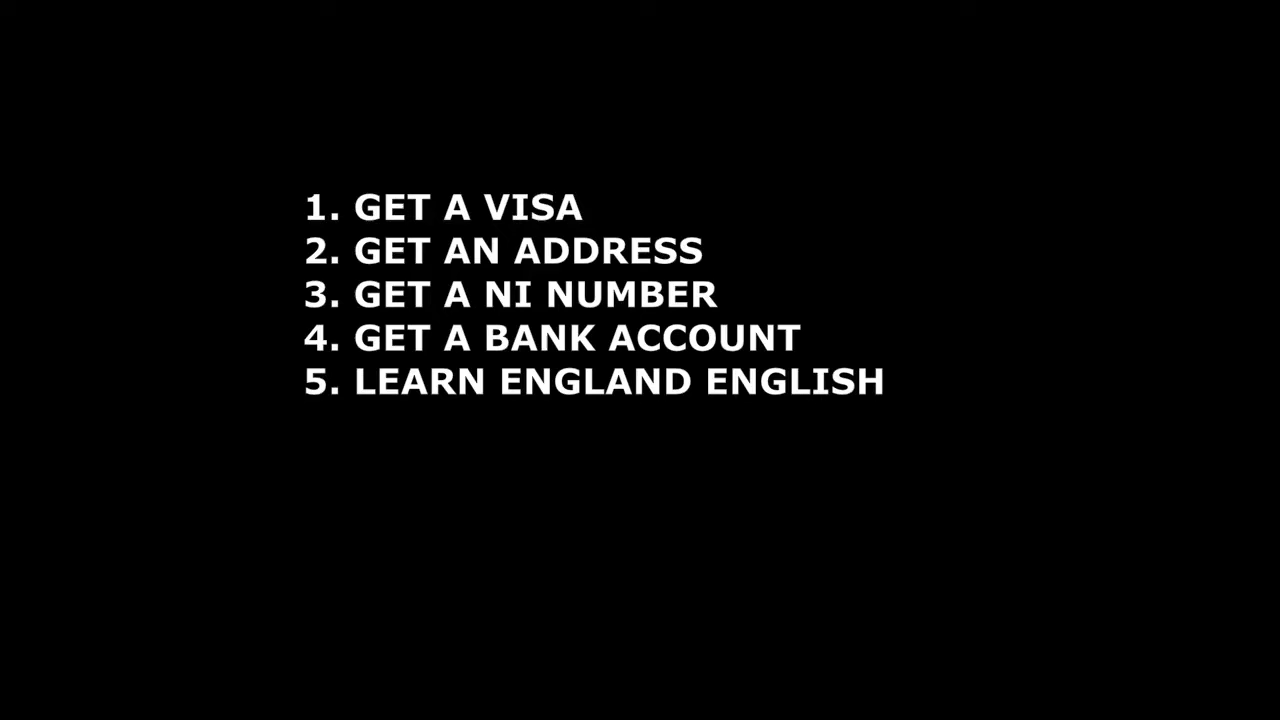 1. GET A VISA
2. GET AN ADDRESS
3. GET A NI NUMBER
4. GET A BANK ACCOUNT
5. LEARN ENGLAND ENGLISH